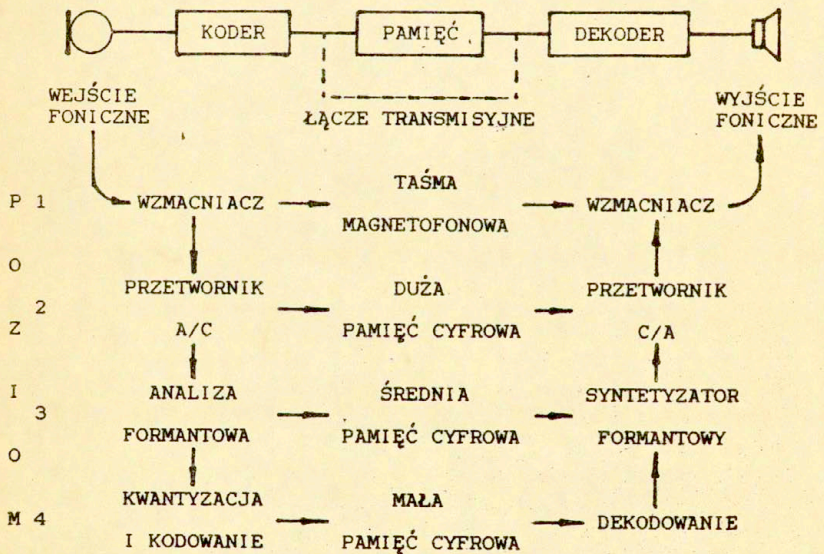 KODER PAMIĘĆ DEKODER
WEJŚCIE
FONICZNE
ŁĄCZE TRANSMISYJNE
WYJŚCIE
FONICZNE
POZIOM
1 WZMACNIACZ TAŚMA
MAGNETOFONOWA WZMACNIACZ
2 PRZETWORNIK
A/C DUŻA
PAMIĘĆ CYFROWA PRZETWORNIK
C/A
3 ANALIZA
FORMANTOWA ŚREDNIA
PAMIĘĆ CYFROWA SYNTETYZATOR
FORMANTOWY
4 KWANTYZACJA
I KODOWANIE MAŁA
PAMIĘĆ CYFROWA DEKODOWANIE